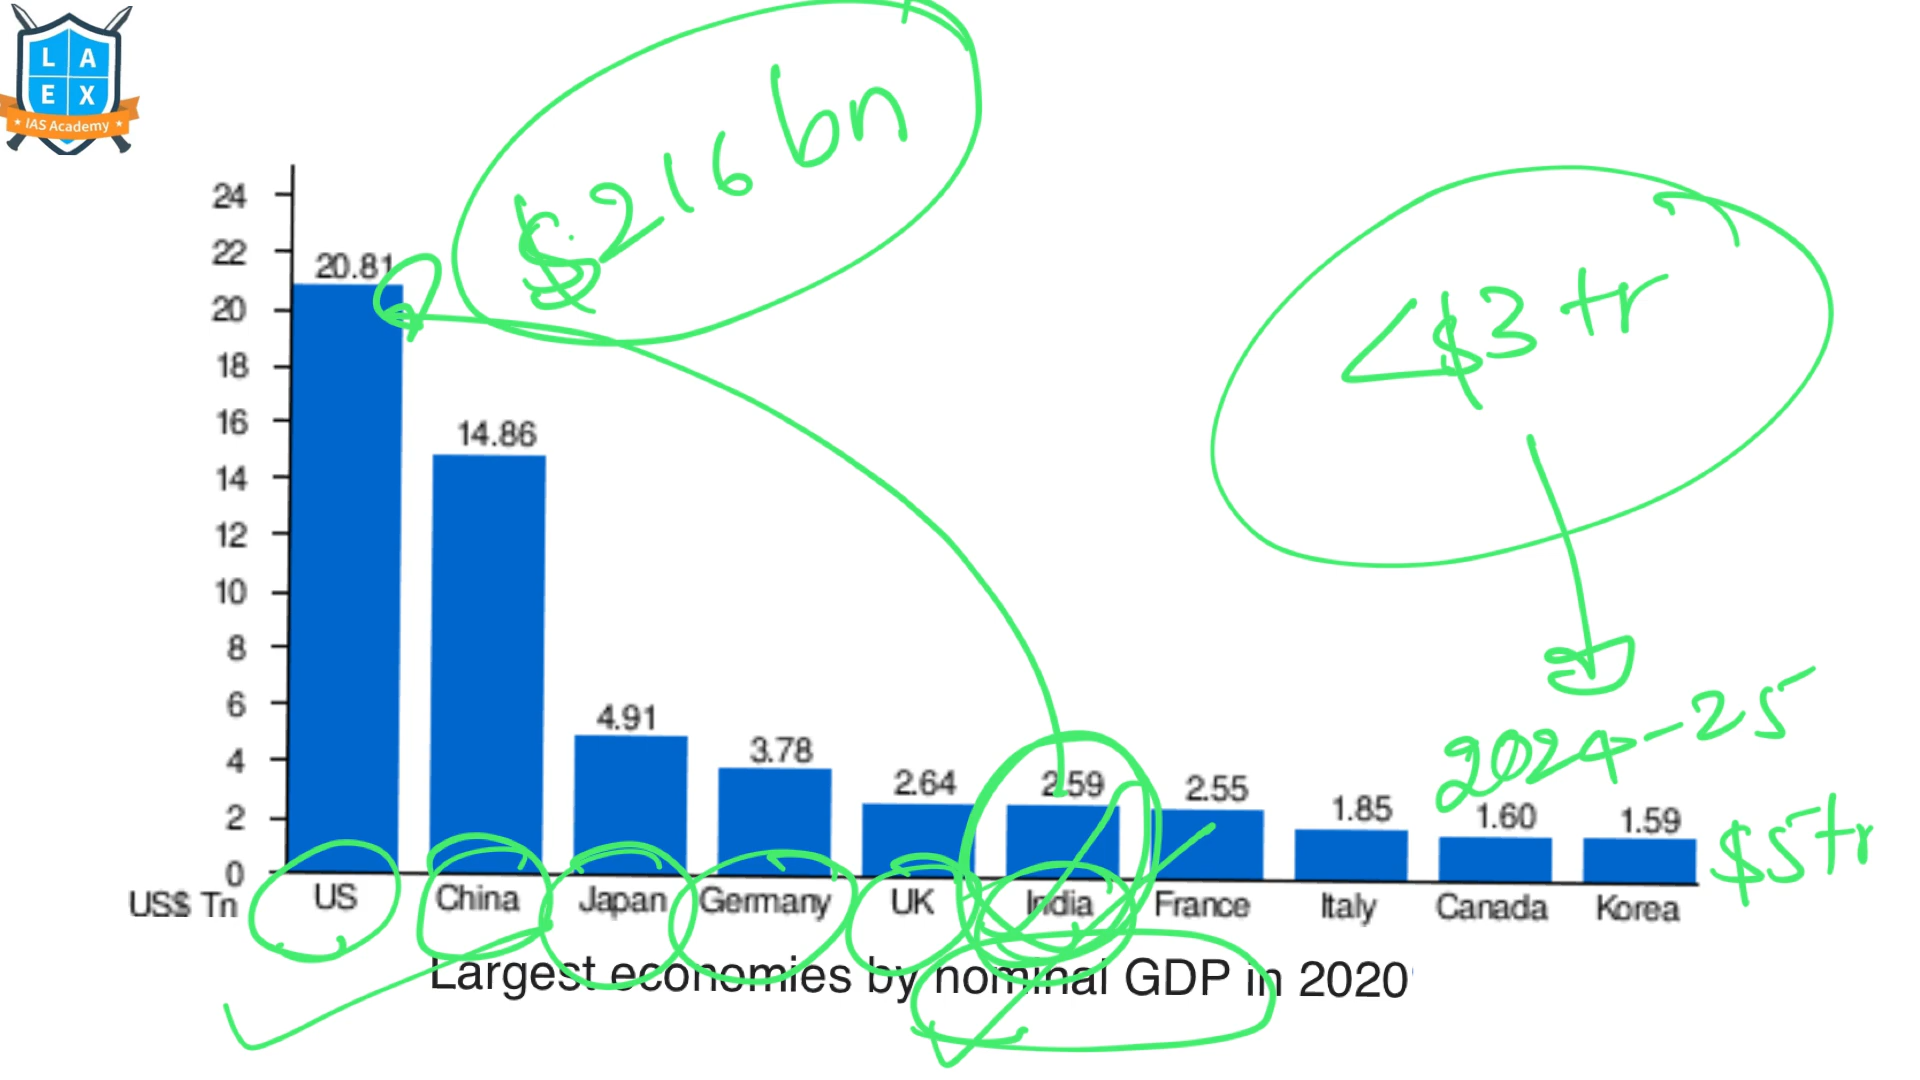 L A
E X
IAS Academy
$216 bn
<$3 tr
24
22
20
18
16
14
12
10
8
6
4
2
0
US$ Tn
20.81
14.86
4.91
3.78
2.64
2.59
2.55
1.85
1.60
1.59
2024-25
$5tr
US China Japan Germany UK India France Italy Canada Korea
Largest economies by nominal GDP in 2020